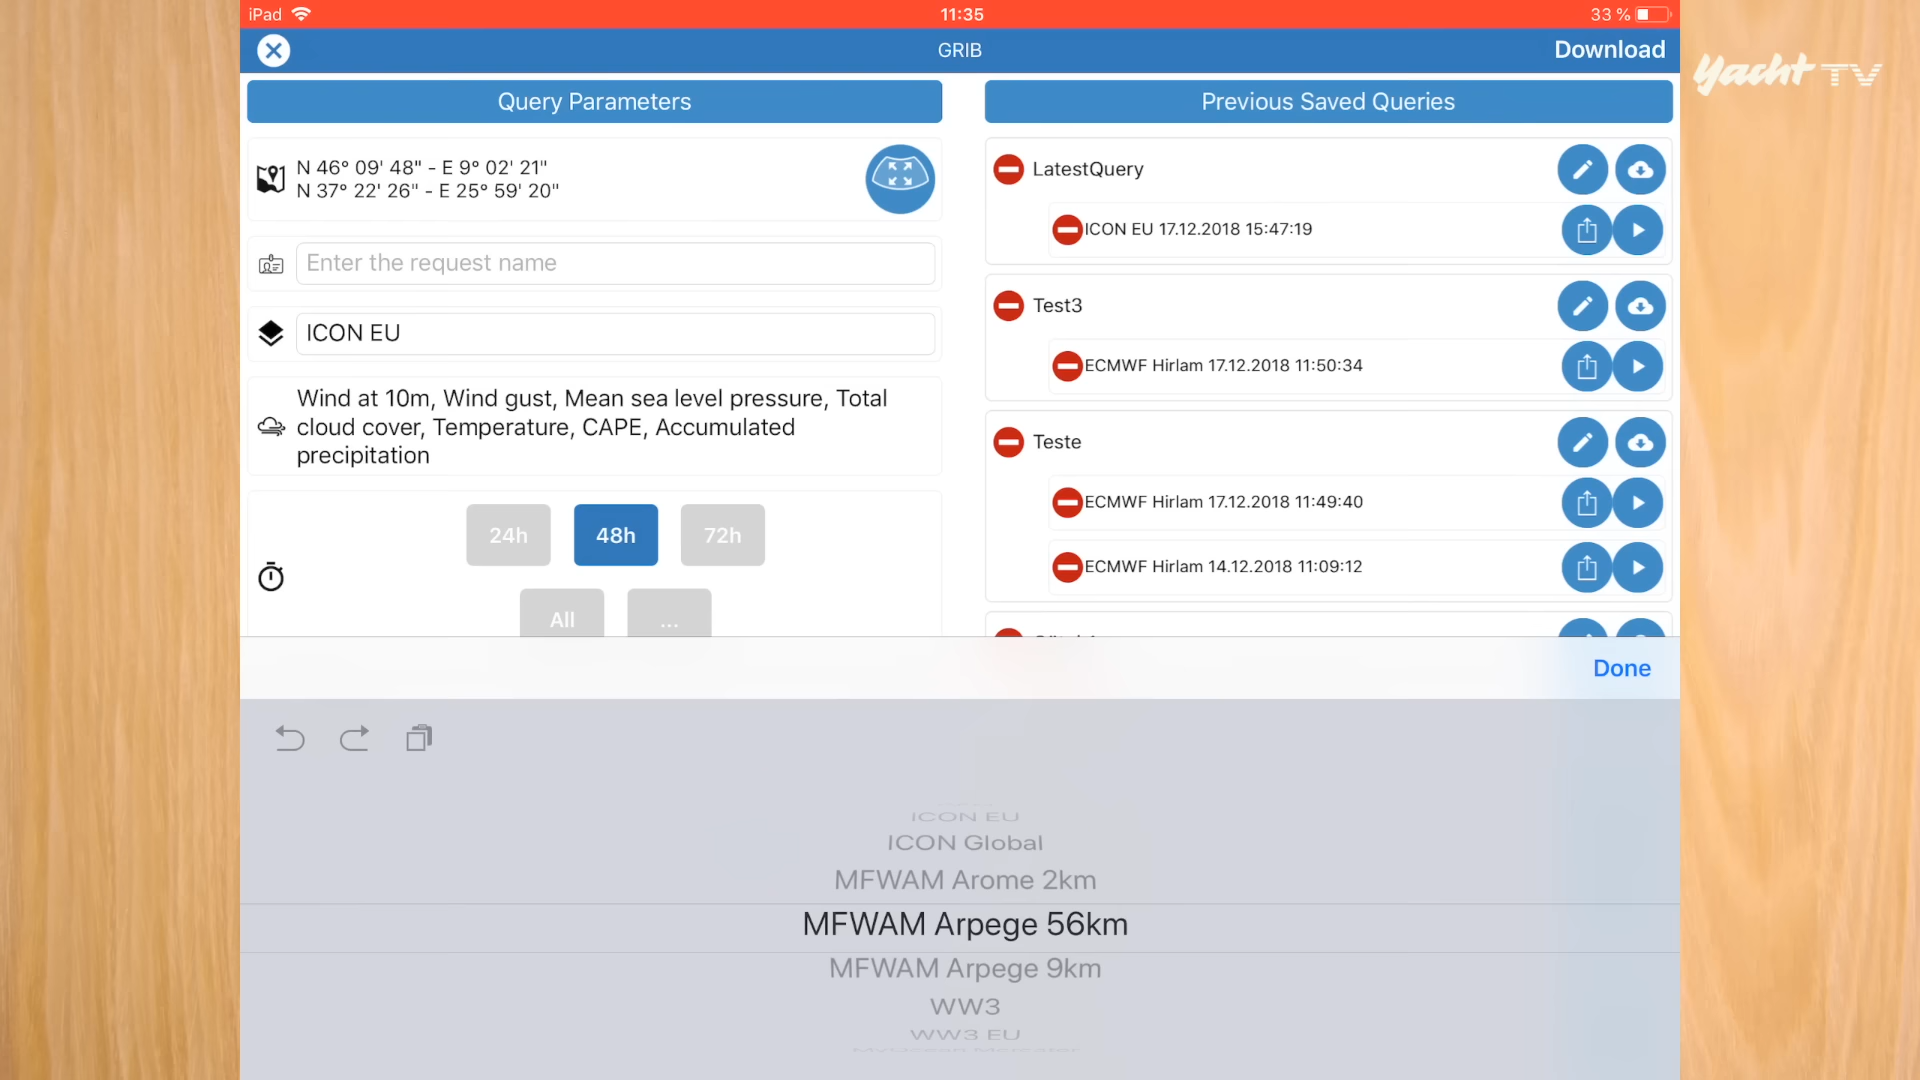 iPad
11:35
33 %
GRIB
Download
Yacht TV
Query Parameters
N 46° 09' 48" - E 9° 02' 21"
N 37° 22' 26" - E 25° 59' 20"
Enter the request name
ICON EU
Wind at 10m, Wind gust, Mean sea level pressure, Total
cloud cover, Temperature, CAPE, Accumulated
precipitation
24h
48h
72h
All
...
Previous Saved Queries
LatestQuery
ICON EU 17.12.2018 15:47:19
Test3
ECMWF Hirlam 17.12.2018 11:50:34
Teste
ECMWF Hirlam 17.12.2018 11:49:40
ECMWF Hirlam 14.12.2018 11:09:12
Done
ICON EU
ICON Global
MFWAM Arome 2km
MFWAM Arpege 56km
MFWAM Arpege 9km
WW3
WW3 EU